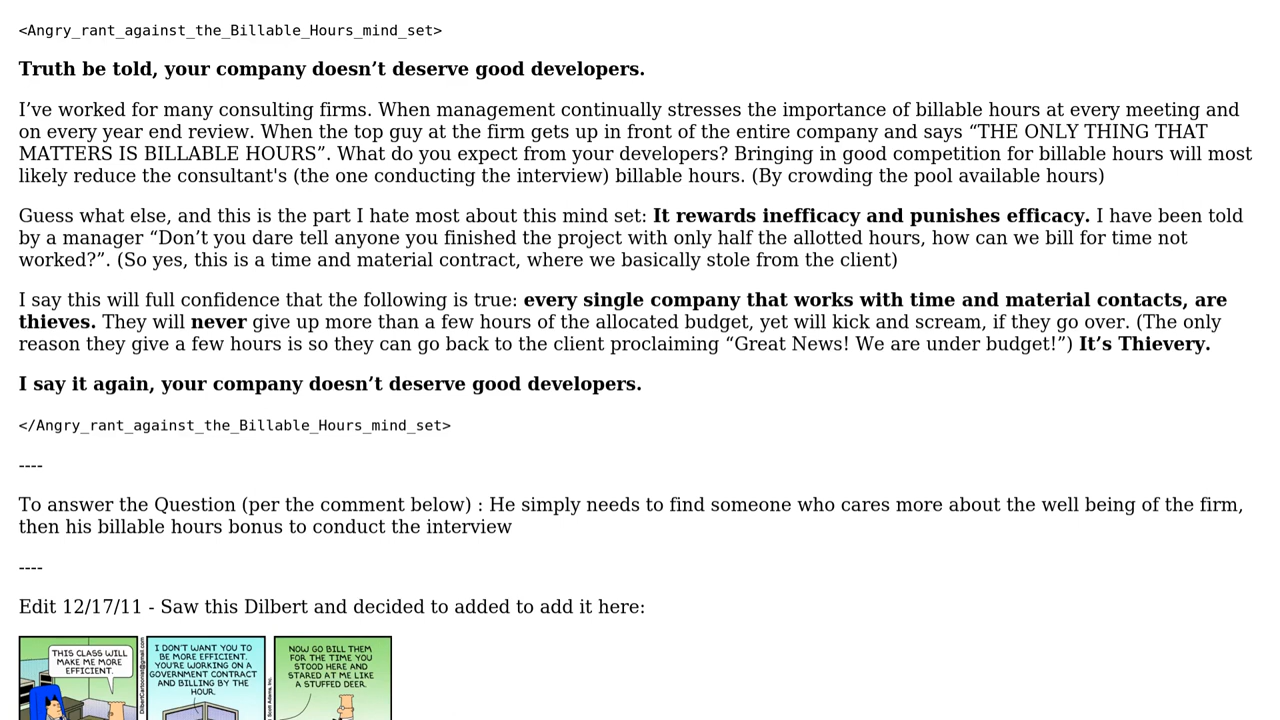 <Angry_rant_against_the_Billable_Hours_mind_set>
Truth be told, your company doesn’t deserve good developers.
I’ve worked for many consulting firms. When management continually stresses the importance of billable hours at every meeting and
on every year end review. When the top guy at the firm gets up in front of the entire company and says “THE ONLY THING THAT
MATTERS IS BILLABLE HOURS”. What do you expect from your developers? Bringing in good competition for billable hours will most
likely reduce the consultant's (the one conducting the interview) billable hours. (By crowding the pool available hours)
Guess what else, and this is the part I hate most about this mind set: It rewards inefficacy and punishes efficacy. I have been told
by a manager “Don’t you dare tell anyone you finished the project with only half the allotted hours, how can we bill for time not
worked?”. (So yes, this is a time and material contract, where we basically stole from the client)
I say this will full confidence that the following is true: every single company that works with time and material contacts, are
thieves. They will never give up more than a few hours of the allocated budget, yet will kick and scream, if they go over. (The only
reason they give a few hours is so they can go back to the client proclaiming “Great News! We are under budget!”) It’s Thievery.
I say it again, your company doesn’t deserve good developers.
</Angry_rant_against_the_Billable_Hours_mind_set>
----
To answer the Question (per the comment below) : He simply needs to find someone who cares more about the well being of the firm,
then his billable hours bonus to conduct the interview
----
Edit 12/17/11 - Saw this Dilbert and decided to added to add it here:
THIS CLASS WILL
MAKE ME MORE
EFFICIENT.
DilbertCartoonist@gmail.com
I DON'T WANT YOU TO
BE MORE EFFICIENT.
YOU'RE WORKING ON A
GOVERNMENT CONTRACT
AND BILLING BY THE
HOUR.
Scott Adams, Inc.
NOW GO BILL THEM
FOR THE TIME YOU
STOOD HERE AND
STARED AT ME LIKE
A STUFFED DEER.